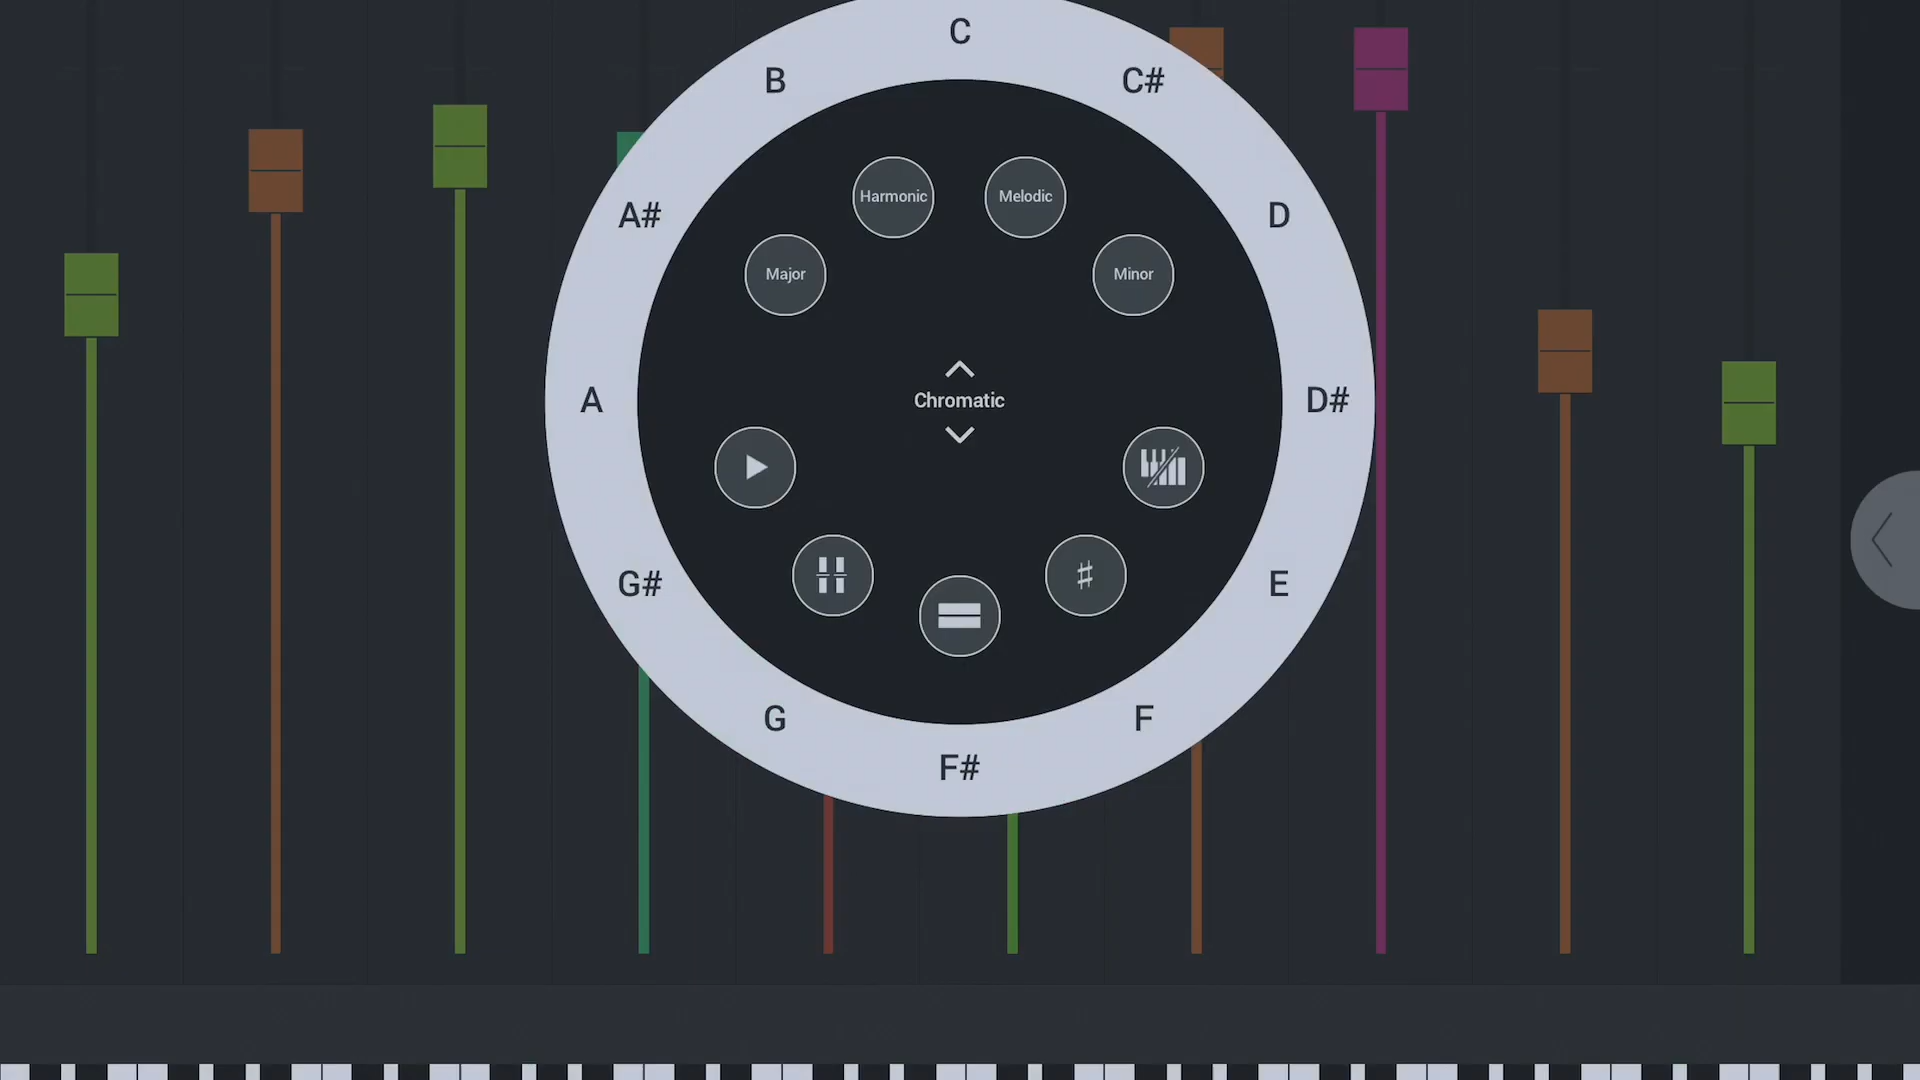 C
B
C#
Harmonic
Melodic
A#
D
Major
Minor
A
Chromatic
D#
G#
♯
E
G
F
F#